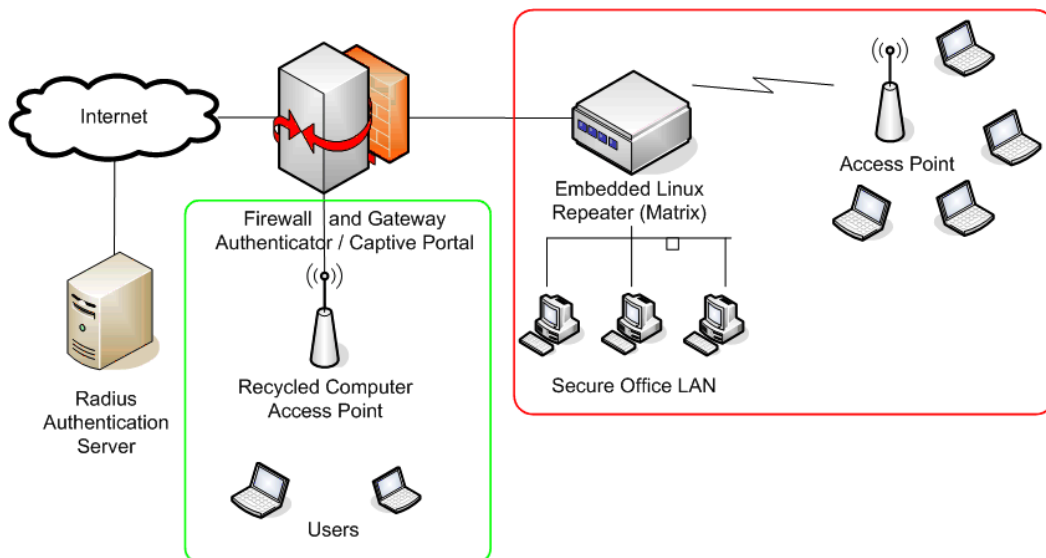 Internet
Firewall and Gateway
Authenticator / Captive Portal
Embedded Linux
Repeater (Matrix)
Access Point
Radius
Authentication
Server
Recycled Computer
Access Point
Users
Secure Office LAN